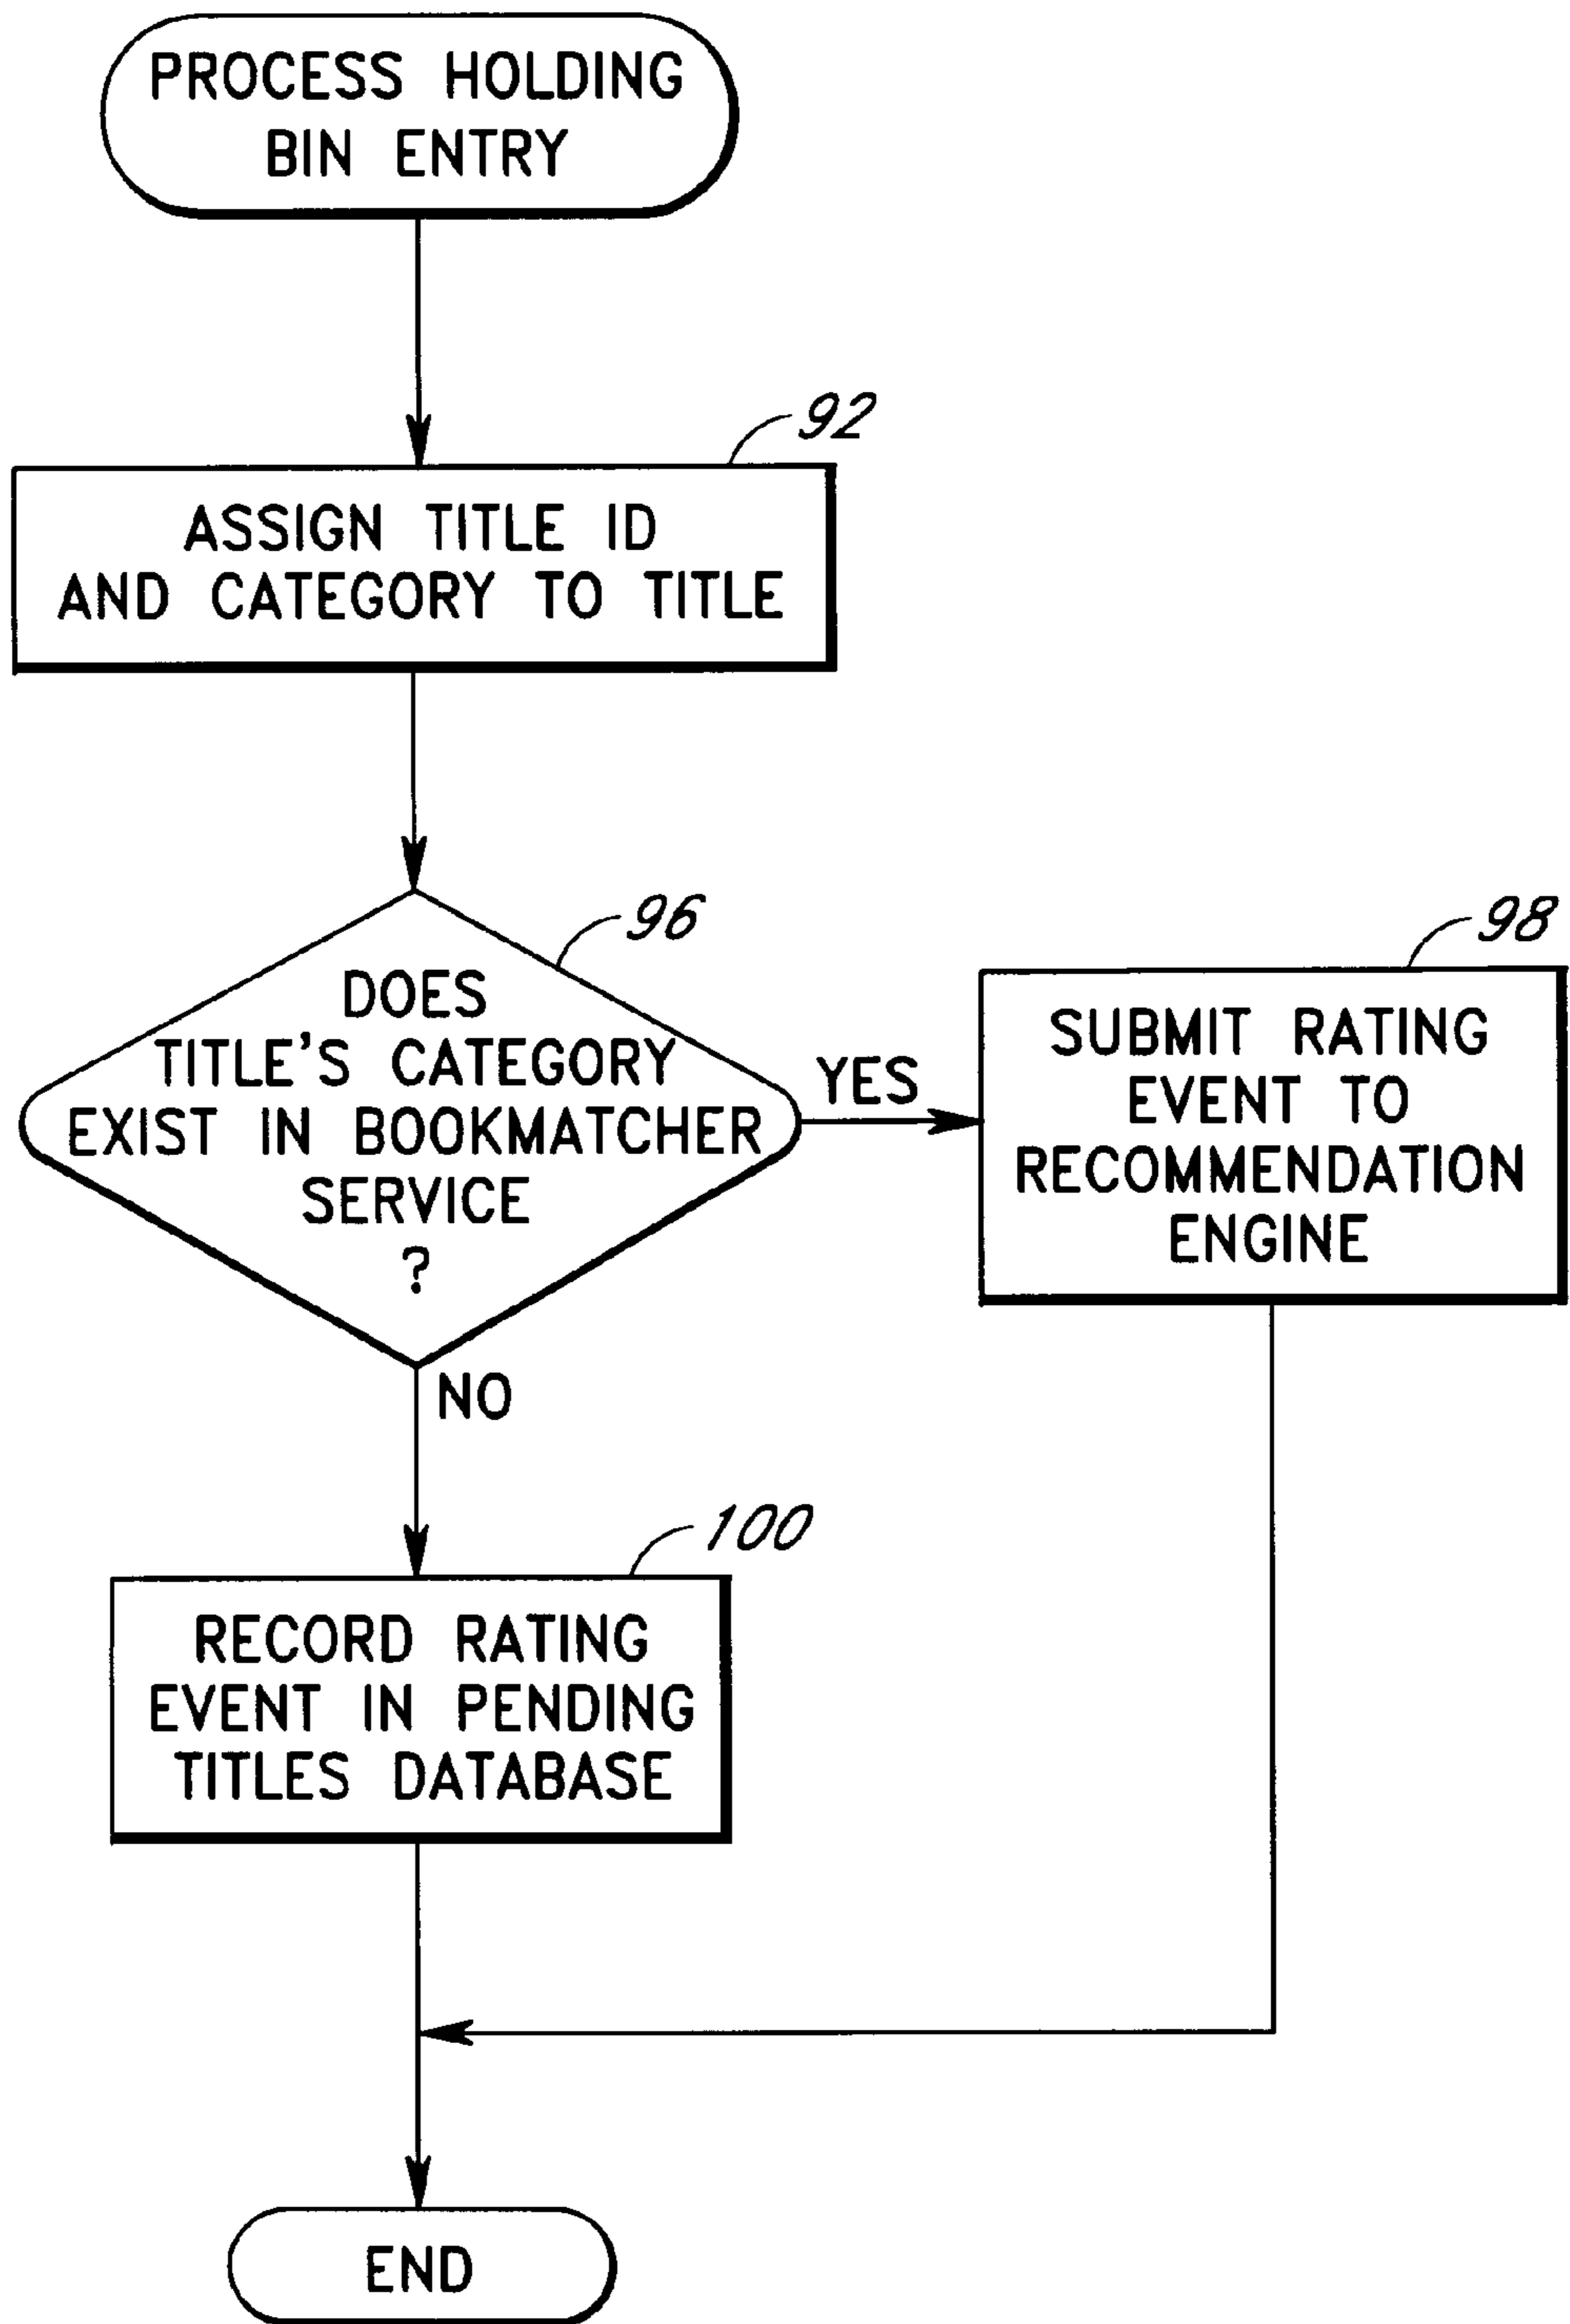 PROCESS HOLDING
BIN ENTRY
92
ASSIGN TITLE ID
AND CATEGORY TO TITLE
96
DOES
TITLE'S CATEGORY
EXIST IN BOOKMATCHER
SERVICE
?
YES
98
SUBMIT RATING
EVENT TO
RECOMMENDATION
ENGINE
NO
100
RECORD RATING
EVENT IN PENDING
TITLES DATABASE
END